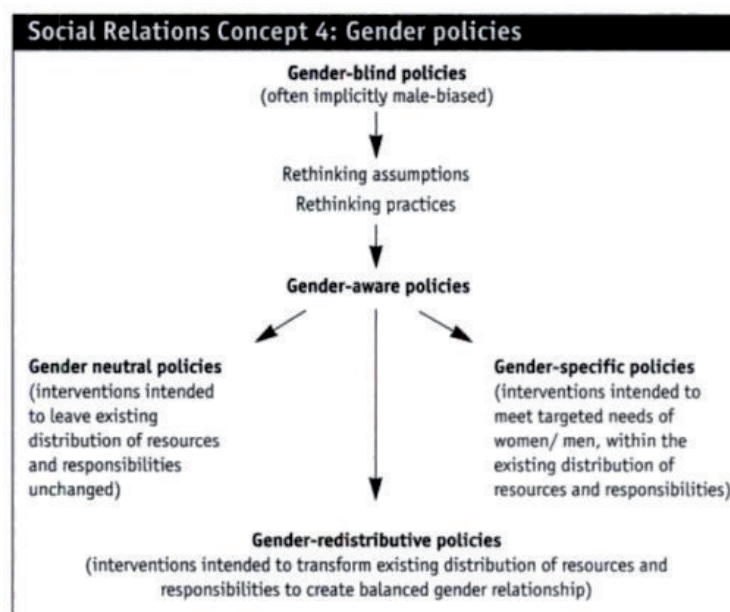 Social Relations Concept 4: Gender policies
Gender-blind policies
(often implicitly male-biased)
Rethinking assumptions
Rethinking practices
Gender-aware policies
Gender neutral policies
(interventions intended
to leave existing
distribution of resources
and responsibilities
unchanged)
Gender-specific policies
(interventions intended to
meet targeted needs of
women/ men, within the
existing distribution of
resources and responsibilities)
Gender-redistributive policies
(interventions intended to transform existing distribution of resources and
responsibilities to create balanced gender relationship)